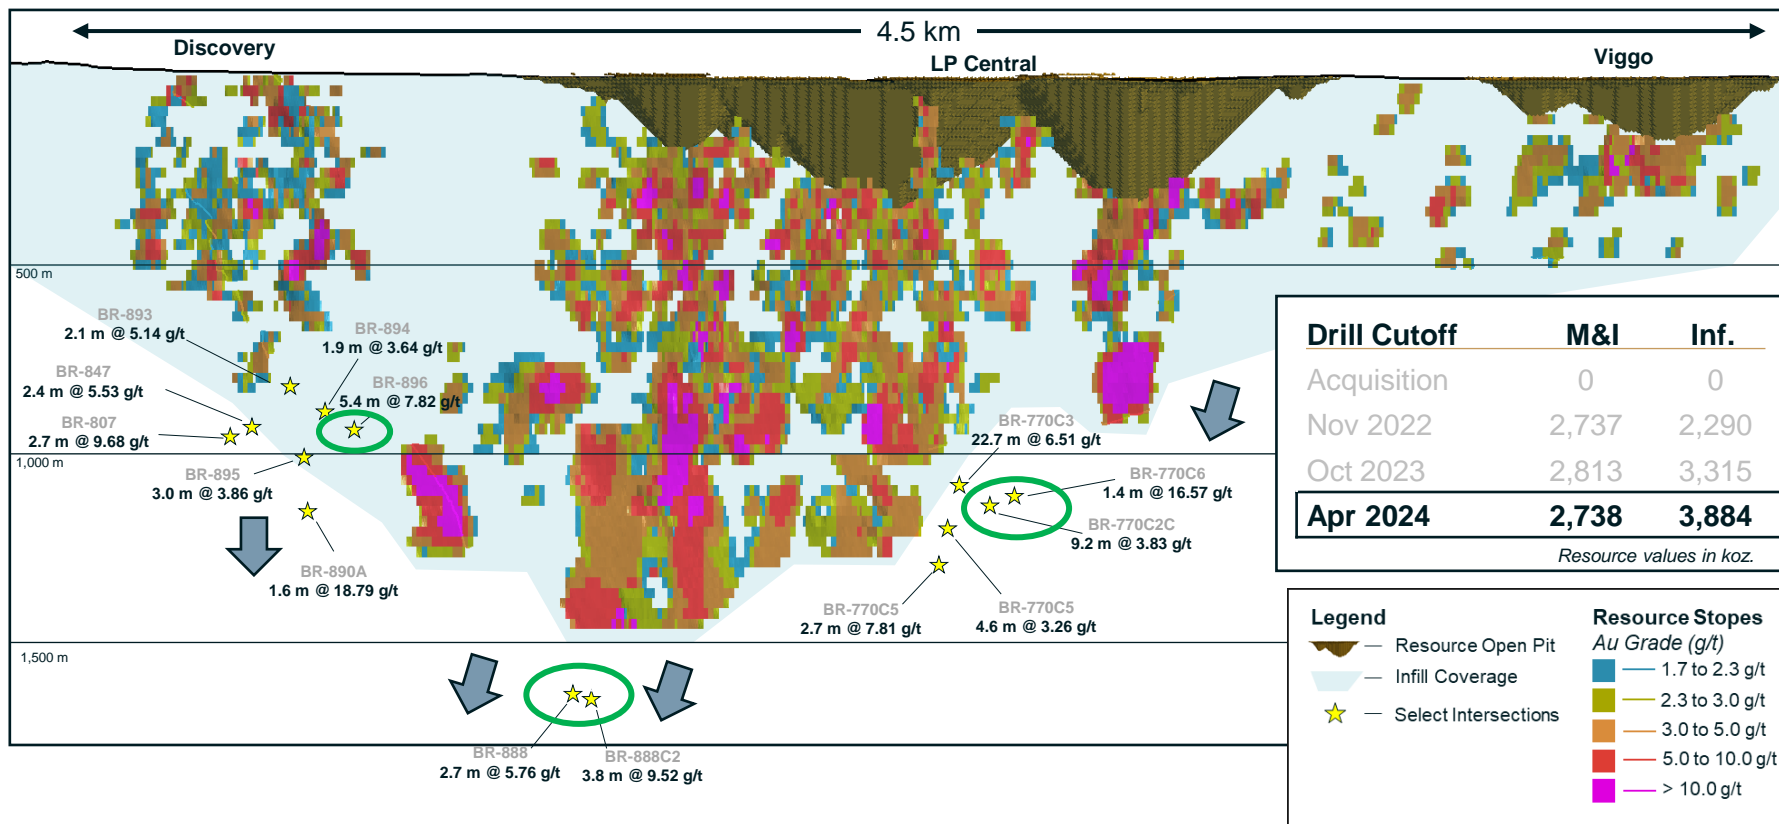 4.5 km
Discovery
LP Central
Viggo
500 m
BR-893
2.1 m @ 5.14 g/t
BR-894
1.9 m @ 3.64 g/t
BR-847
2.4 m @ 5.53 g/t
BR-896
5.4 m @ 7.82 g/t
BR-807
2.7 m @ 9.68 g/t
1,000 m
BR-895
3.0 m @ 3.86 g/t
BR-890A
1.6 m @ 18.79 g/t
BR-770C3
22.7 m @ 6.51 g/t
BR-770C6
1.4 m @ 16.57 g/t
BR-770C2C
9.2 m @ 3.83 g/t
BR-770C5
2.7 m @ 7.81 g/t
BR-770C5
4.6 m @ 3.26 g/t
1,500 m
BR-888
2.7 m @ 5.76 g/t
BR-888C2
3.8 m @ 9.52 g/t
Drill Cutoff M&I Inf.
Acquisition 0 0
Nov 2022 2,737 2,290
Oct 2023 2,813 3,315
Apr 2024 2,738 3,884
Resource values in koz.
Legend
Resource Open Pit
Infill Coverage
Select Intersections
Resource Stopes
Au Grade (g/t)
1.7 to 2.3 g/t
2.3 to 3.0 g/t
3.0 to 5.0 g/t
5.0 to 10.0 g/t
> 10.0 g/t